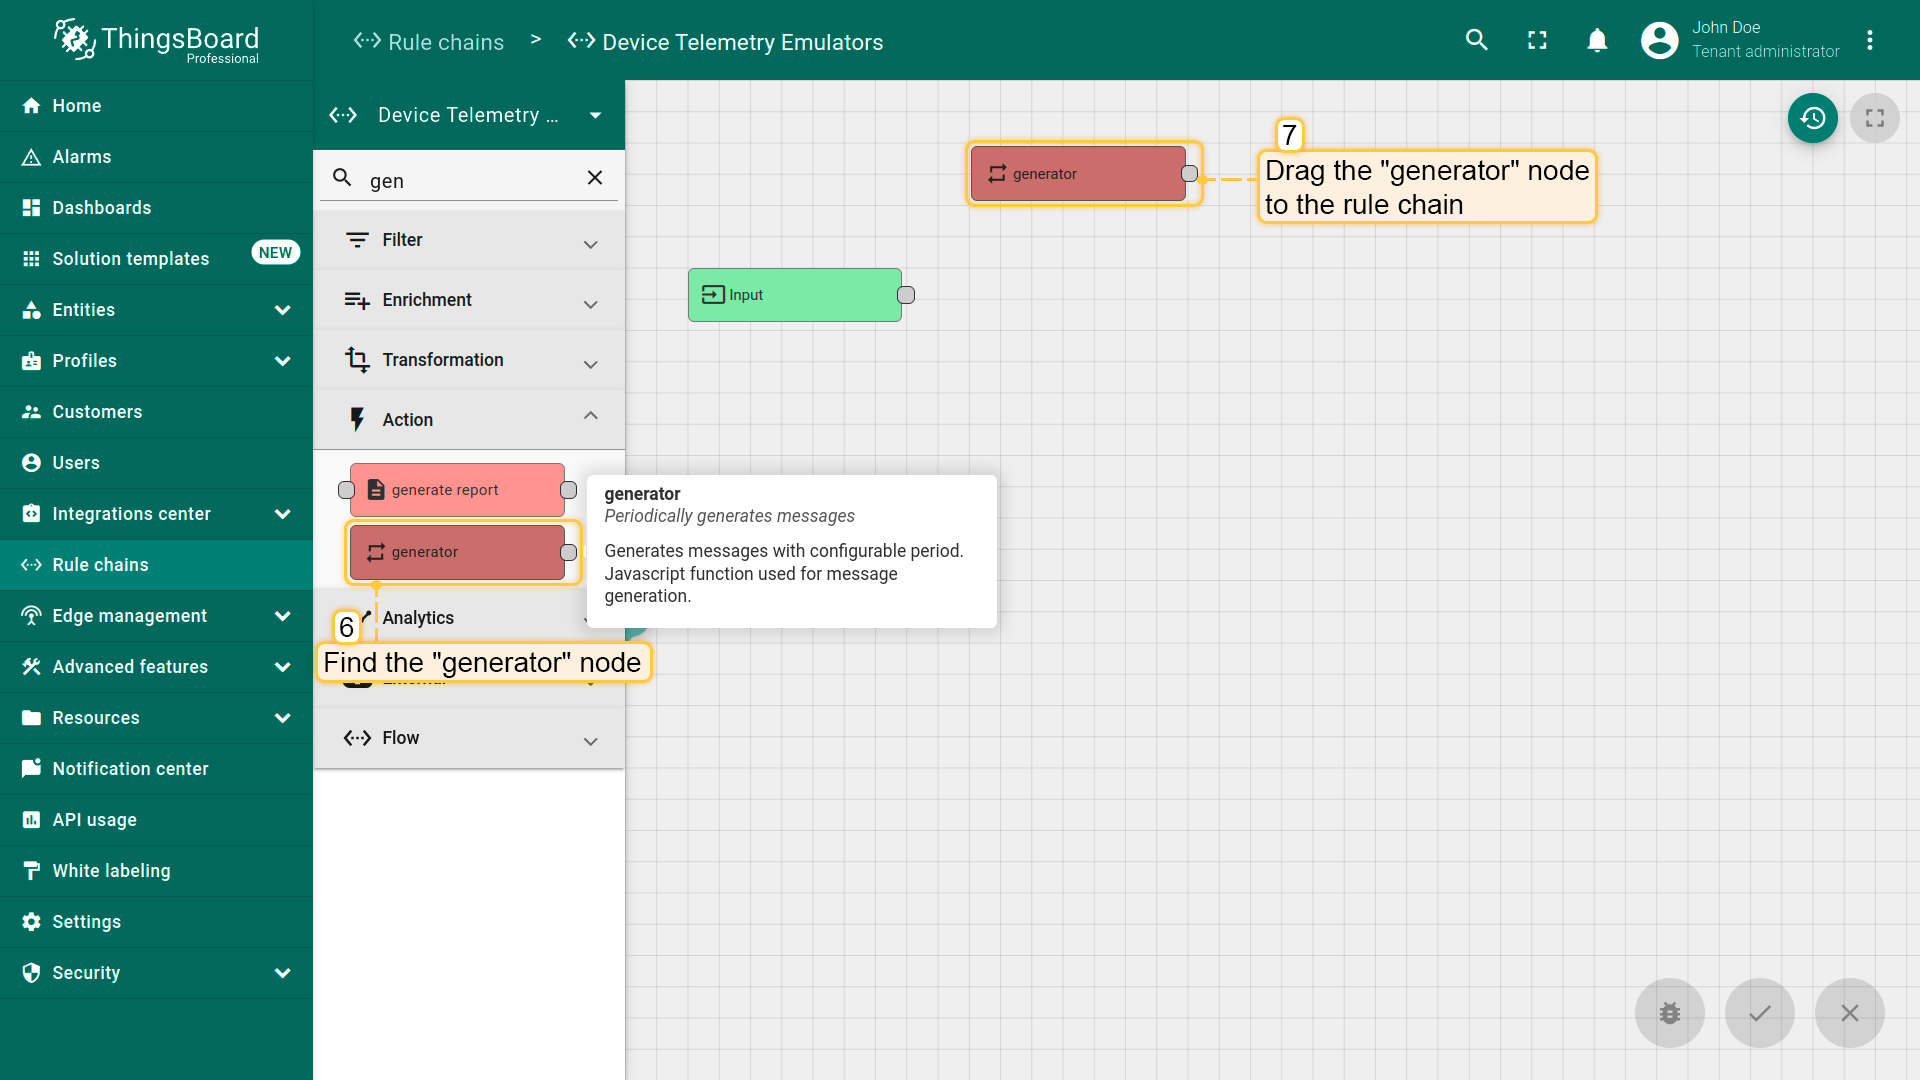 ThingsBoard
Professional
Rule chains > Device Telemetry Emulators
John Doe
Tenant administrator
Home
Alarms
Dashboards
Solution templates NEW
Entities
Profiles
Customers
Users
Integrations center
Rule chains
Edge management
Advanced features
Resources
Notification center
API usage
White labeling
Settings
Security
Device Telemetry ...
gen
Filter
Enrichment
Transformation
Action
generate report
generator
Analytics
Flow
6
Find the "generator" node
generator
Periodically generates messages
Generates messages with configurable period.
Javascript function used for message
generation.
Input
generator
7
Drag the "generator" node
to the rule chain